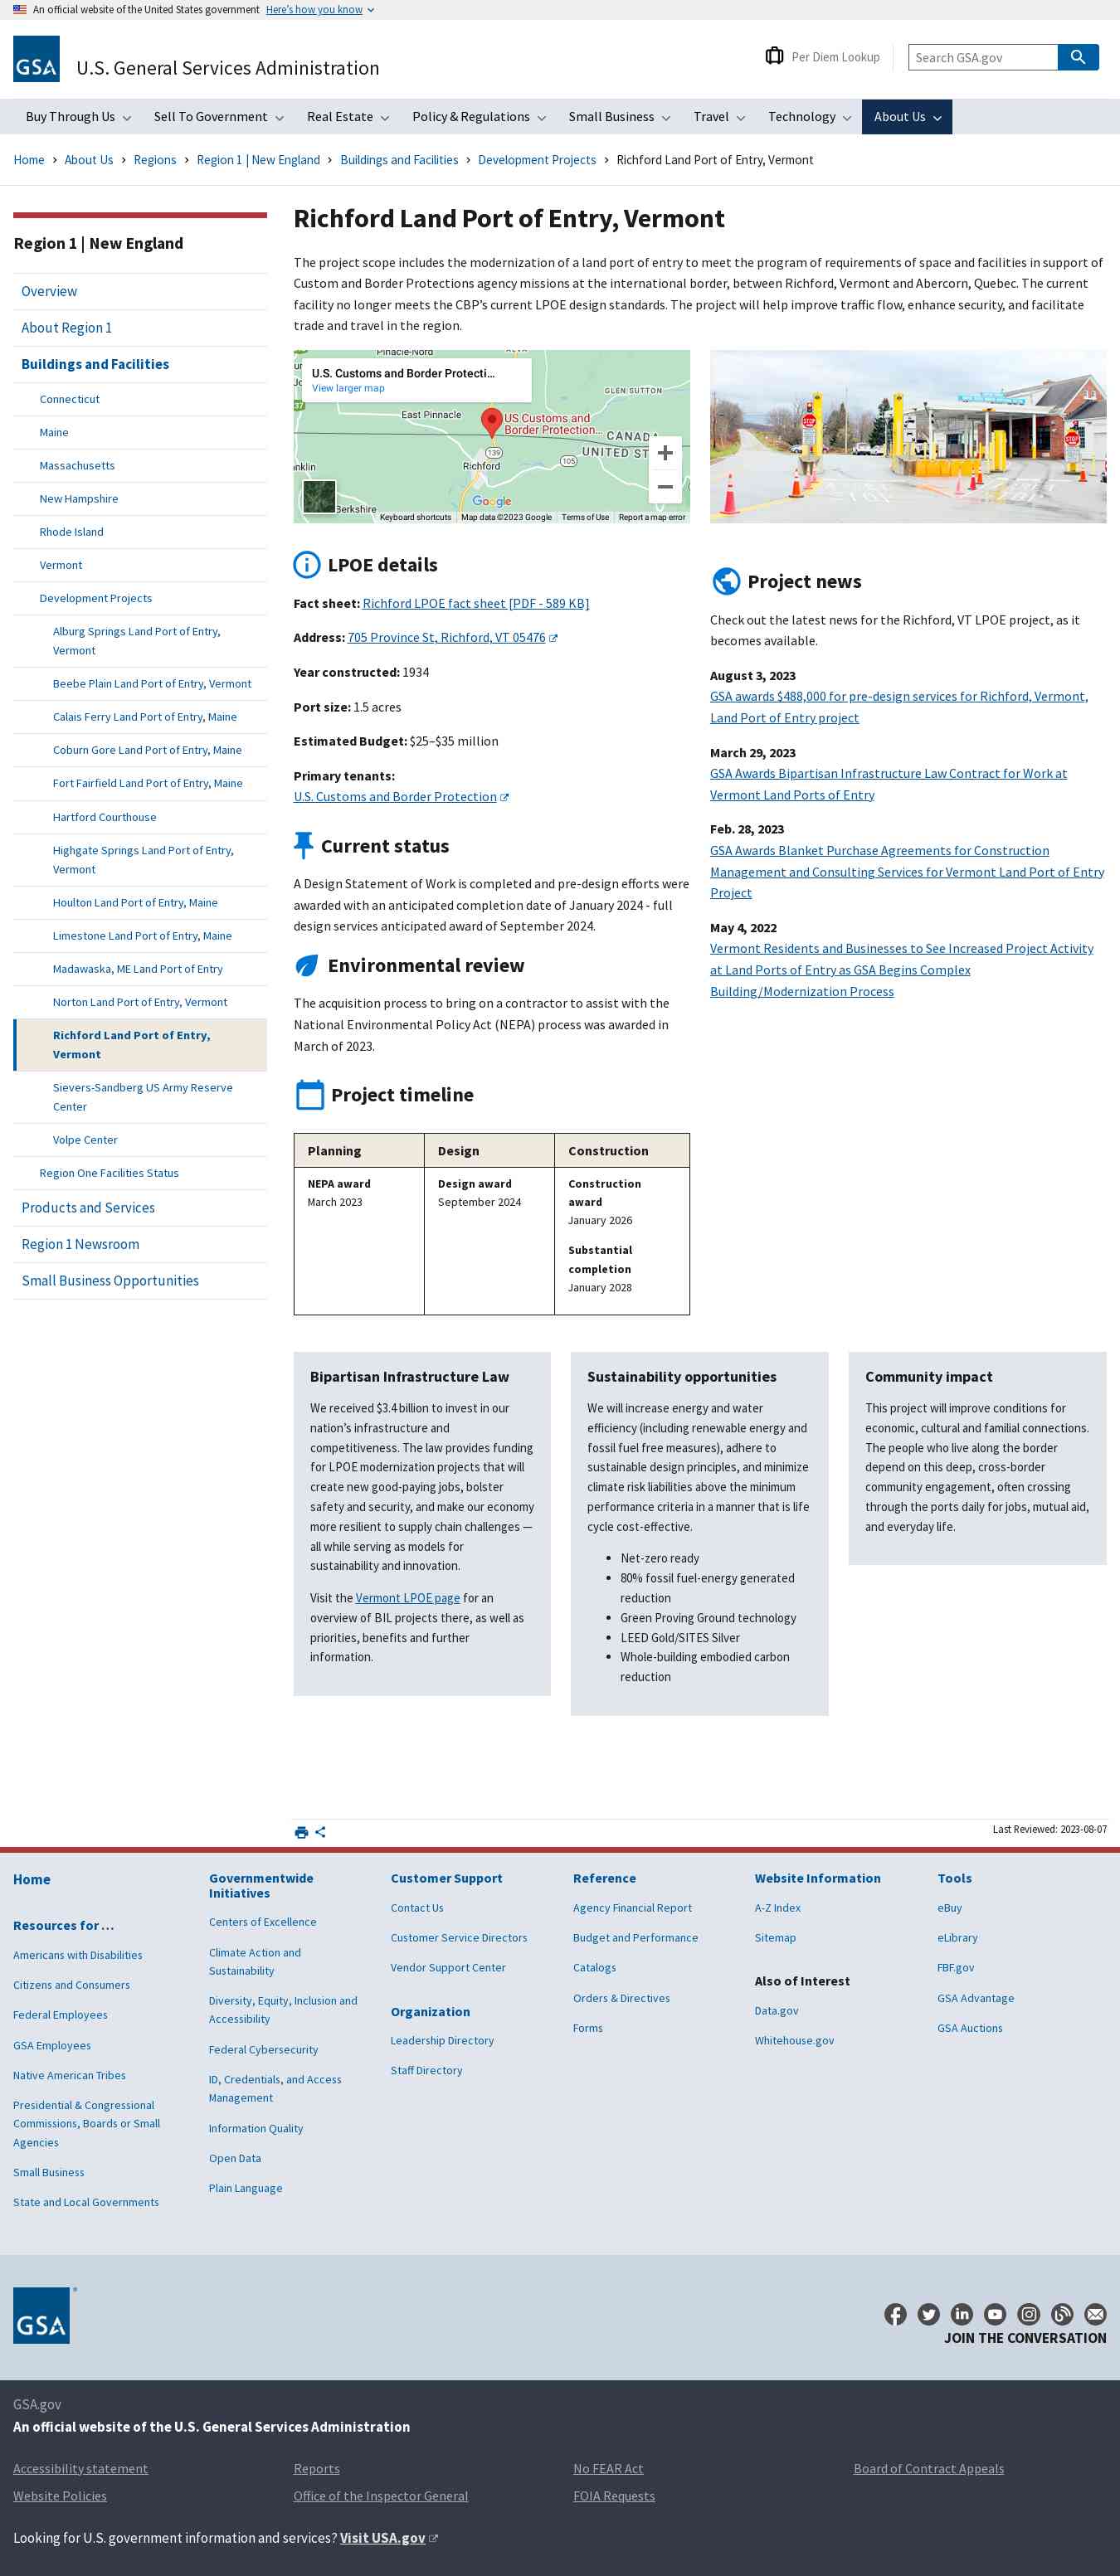 An official website of the United States government Here's how you know
GSA
U.S. General Services Administration
Per Diem Lookup
Search GSA.gov
Buy Through Us
Sell To Government
Real Estate
Policy & Regulations
Small Business
Travel
Technology
About Us
Home > About Us > Regions > Region 1 | New England > Buildings and Facilities > Development Projects > Richford Land Port of Entry, Vermont
Region 1 | New England
Overview
About Region 1
Buildings and Facilities
Connecticut
Maine
Massachusetts
New Hampshire
Rhode Island
Vermont
Development Projects
Alburg Springs Land Port of Entry,
Vermont
Beebe Plain Land Port of Entry, Vermont
Calais Ferry Land Port of Entry, Maine
Coburn Gore Land Port of Entry, Maine
Fort Fairfield Land Port of Entry, Maine
Hartford Courthouse
Highgate Springs Land Port of Entry,
Vermont
Houlton Land Port of Entry, Maine
Limestone Land Port of Entry, Maine
Madawaska, ME Land Port of Entry
Norton Land Port of Entry, Vermont
Richford Land Port of Entry,
Vermont
Sievers-Sandberg US Army Reserve
Center
Volpe Center
Region One Facilities Status
Products and Services
Region 1 Newsroom
Small Business Opportunities
Richford Land Port of Entry, Vermont
The project scope includes the modernization of a land port of entry to meet the program of requirements of space and facilities in support of
Custom and Border Protections agency missions at the international border, between Richford, Vermont and Abercorn, Quebec. The current
facility no longer meets the CBP's current LPOE design standards. The project will help improve traffic flow, enhance security, and facilitate
trade and travel in the region.
Pinacle-Nord
U.S. Customs and Border Protecti...
View larger map
GLEN SUTTON
East Pinnacle
US Customs and
Border Protection...
CANADA
UNITED ST
139
105
Richford
nklin
Berkshire
Google
Keyboard shortcuts
Map data ©2023 Google
Terms of Use
Report a map error
STOP
STOP
LPOE details
Fact sheet: Richford LPOE fact sheet [PDF - 589 KB]
Address: 705 Province St, Richford, VT 05476
Year constructed: 1934
Port size: 1.5 acres
Estimated Budget: $25–$35 million
Primary tenants:
U.S. Customs and Border Protection
Current status
A Design Statement of Work is completed and pre-design efforts were
awarded with an anticipated completion date of January 2024 - full
design services anticipated award of September 2024.
Environmental review
The acquisition process to bring on a contractor to assist with the
National Environmental Policy Act (NEPA) process was awarded in
March of 2023.
Project timeline
Planning
Design
Construction
NEPA award
March 2023
Design award
September 2024
Construction
award
January 2026
Substantial
completion
January 2028
Project news
Check out the latest news for the Richford, VT LPOE project, as it
becomes available.
August 3, 2023
GSA awards $488,000 for pre-design services for Richford, Vermont,
Land Port of Entry project
March 29, 2023
GSA Awards Bipartisan Infrastructure Law Contract for Work at
Vermont Land Ports of Entry
Feb. 28, 2023
GSA Awards Blanket Purchase Agreements for Construction
Management and Consulting Services for Vermont Land Port of Entry
Project
May 4, 2022
Vermont Residents and Businesses to See Increased Project Activity
at Land Ports of Entry as GSA Begins Complex
Building/Modernization Process
Bipartisan Infrastructure Law
We received $3.4 billion to invest in our
nation's infrastructure and
competitiveness. The law provides funding
for LPOE modernization projects that will
create new good-paying jobs, bolster
safety and security, and make our economy
more resilient to supply chain challenges —
all while serving as models for
sustainability and innovation.
Visit the Vermont LPOE page for an
overview of BIL projects there, as well as
priorities, benefits and further
information.
Sustainability opportunities
We will increase energy and water
efficiency (including renewable energy and
fossil fuel free measures), adhere to
sustainable design principles, and minimize
climate risk liabilities above the minimum
performance criteria in a manner that is life
cycle cost-effective.
• Net-zero ready
• 80% fossil fuel-energy generated
reduction
• Green Proving Ground technology
• LEED Gold/SITES Silver
• Whole-building embodied carbon
reduction
Community impact
This project will improve conditions for
economic, cultural and familial connections.
The people who live along the border
depend on this deep, cross-border
community engagement, often crossing
through the ports daily for jobs, mutual aid,
and everyday life.
Last Reviewed: 2023-08-07
Home
Resources for …
Americans with Disabilities
Citizens and Consumers
Federal Employees
GSA Employees
Native American Tribes
Presidential & Congressional
Commissions, Boards or Small
Agencies
Small Business
State and Local Governments
Governmentwide
Initiatives
Centers of Excellence
Climate Action and
Sustainability
Diversity, Equity, Inclusion and
Accessibility
Federal Cybersecurity
ID, Credentials, and Access
Management
Information Quality
Open Data
Plain Language
Customer Support
Contact Us
Customer Service Directors
Vendor Support Center
Organization
Leadership Directory
Staff Directory
Reference
Agency Financial Report
Budget and Performance
Catalogs
Orders & Directives
Forms
Website Information
A-Z Index
Sitemap
Also of Interest
Data.gov
Whitehouse.gov
Tools
eBuy
eLibrary
FBF.gov
GSA Advantage
GSA Auctions
GSA ®
JOIN THE CONVERSATION
GSA.gov
An official website of the U.S. General Services Administration
Accessibility statement
Reports
No FEAR Act
Board of Contract Appeals
Website Policies
Office of the Inspector General
FOIA Requests
Looking for U.S. government information and services? Visit USA.gov